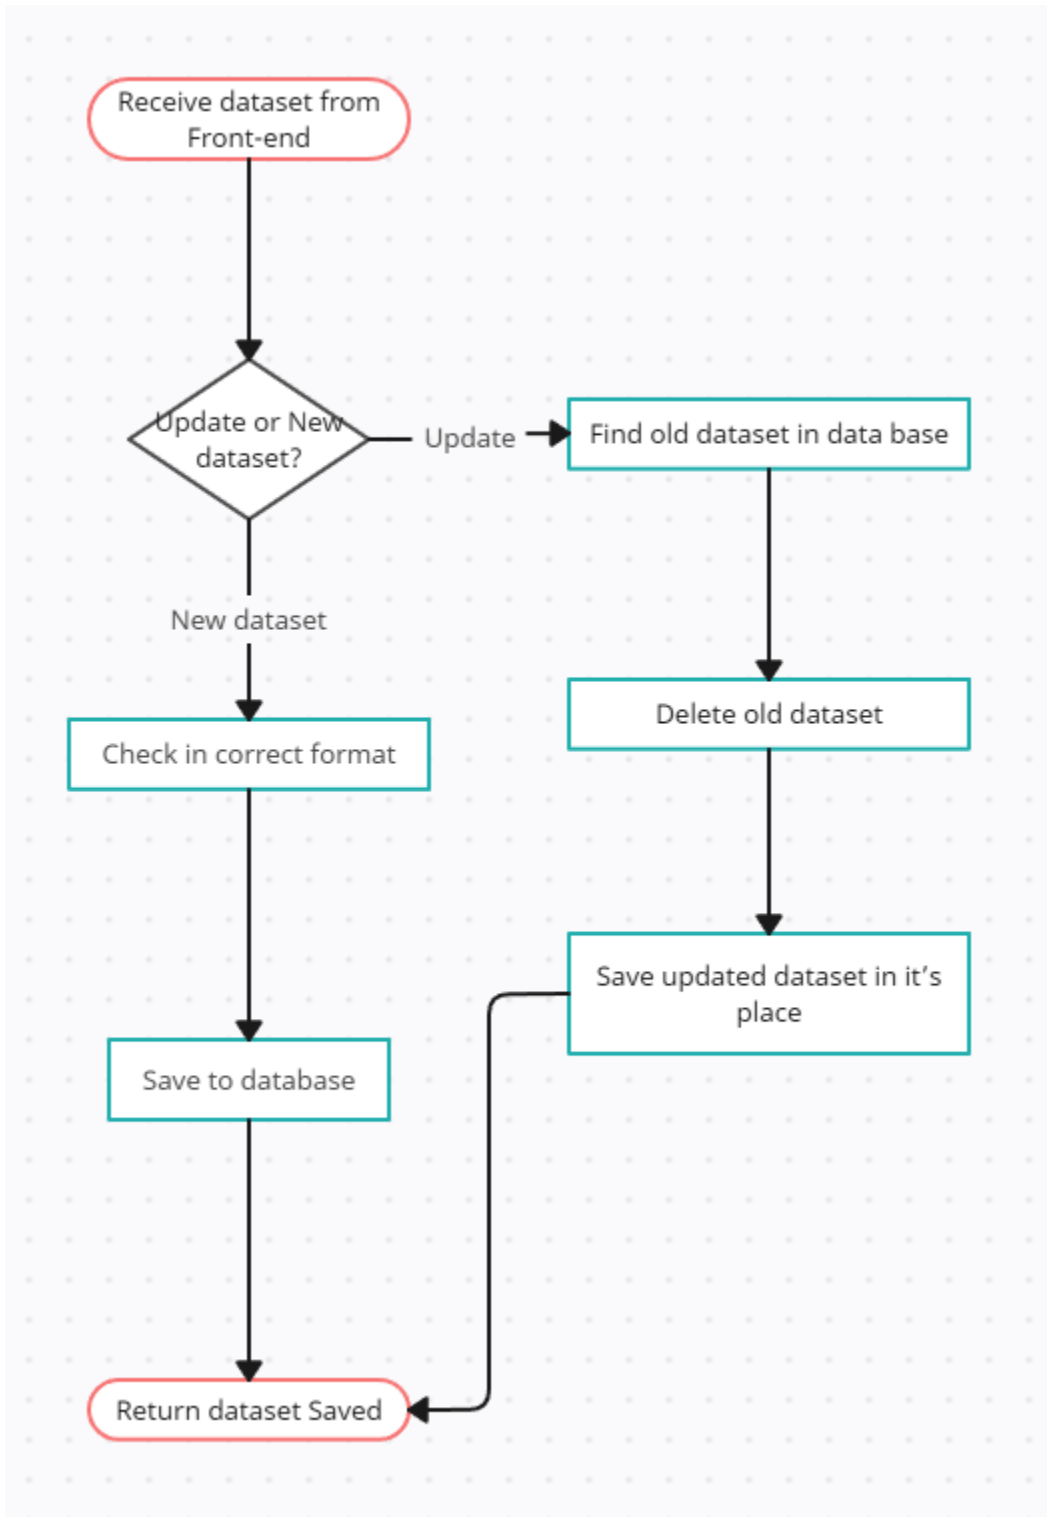 Receive dataset from
Front-end
Update or New
dataset?
Update
Find old dataset in data base
New dataset
Delete old dataset
Check in correct format
Save updated dataset in it's
place
Save to database
Return dataset Saved